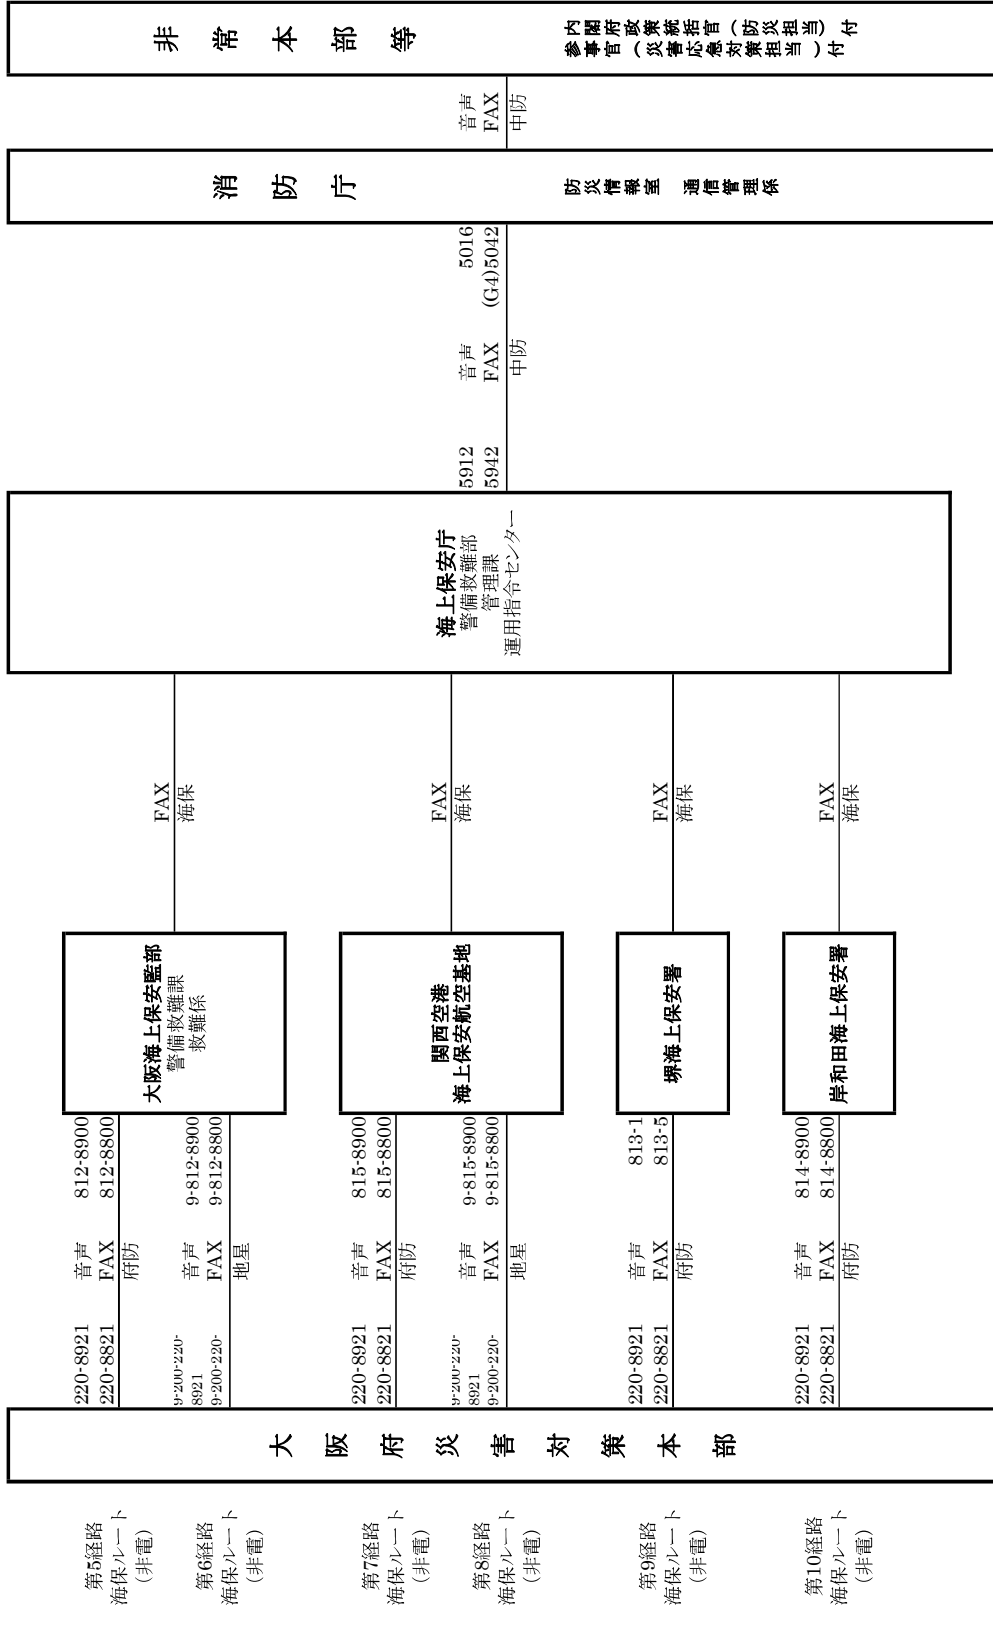 第5経路
海保ルート
(非電)
第6経路
海保ルート
(非電)
第7経路
海保ルート
(非電)
第8経路
海保ルート
(非電)
第9経路
海保ルート
(非電)
第10経路
海保ルート
(非電)
大阪府災害対策本部
220-8921 音声 812-8900
220-8821 FAX 812-8800
府防
9-200-220-
8921 音声 9-812-8900
9-200-220- FAX 9-812-8800
地星
220-8921 音声 815-8900
220-8821 FAX 815-8800
府防
9-200-220-
8921 音声 9-815-8900
9-200-220- FAX 9-815-8800
地星
220-8921 音声 813-1
220-8821 FAX 813-5
府防
220-8921 音声 814-8900
220-8821 FAX 814-8800
府防
大阪海上保安監部
警備救難課
救難係
関西空港
海上保安航空基地
堺海上保安署
岸和田海上保安署
FAX
海保
FAX
海保
FAX
海保
FAX
海保
海上保安庁
警備救難部
管理課
運用指令センター
5912 音声 5016
5942 FAX (G4)5042
中防
消防庁
防災情報室 通信管理係
音声
FAX
中防
非常本部等
内閣府政策統括官(防災担当)付
参事官(災害応急対策担当)付